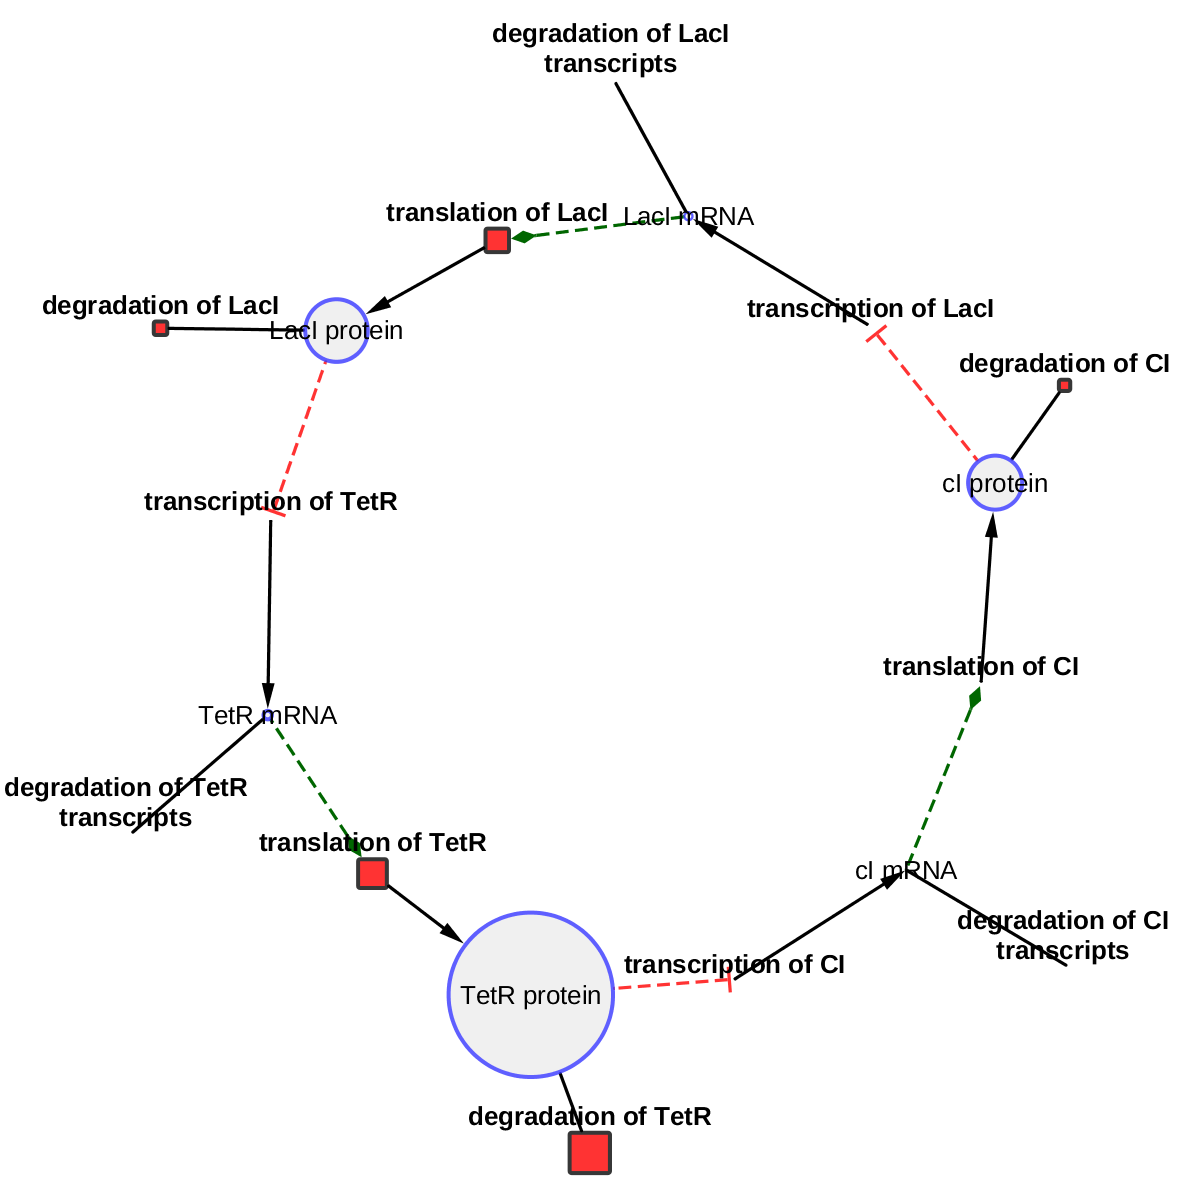 degradation of LacI
transcripts
translation of LacI
LacI mRNA
degradation of LacI
LacI protein
transcription of LacI
degradation of CI
cI protein
transcription of TetR
translation of CI
TetR mRNA
degradation of TetR
transcripts
translation of TetR
cI mRNA
degradation of CI
transcripts
transcription of CI
TetR protein
degradation of TetR